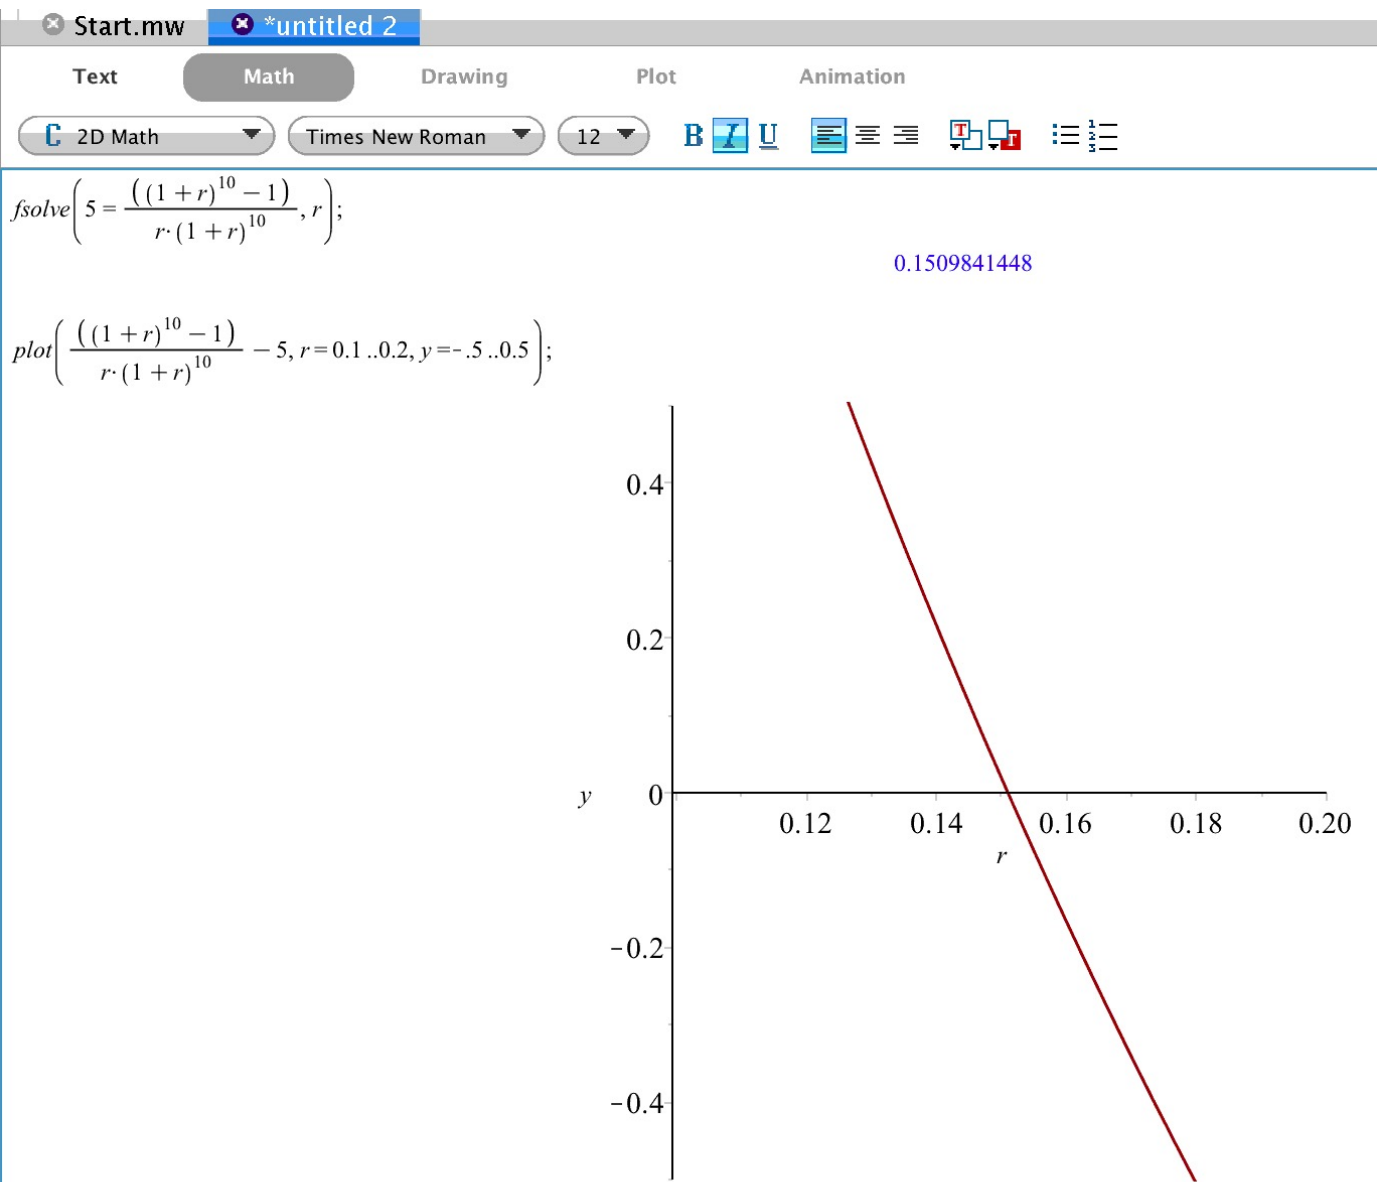 Start.mw *untitled 2
Text Math Drawing Plot Animation
C 2D Math Times New Roman 12 B I U
fsolve(5 = ((1 + r)^10 − 1) / (r·(1 + r)^10), r);
0.1509841448
plot(((1 + r)^10 − 1) / (r·(1 + r)^10) − 5, r = 0.1 ..0.2, y = − .5 ..0.5);
0.4
0.2
y 0
0.12 0.14 0.16 0.18 0.20
r
−0.2
−0.4